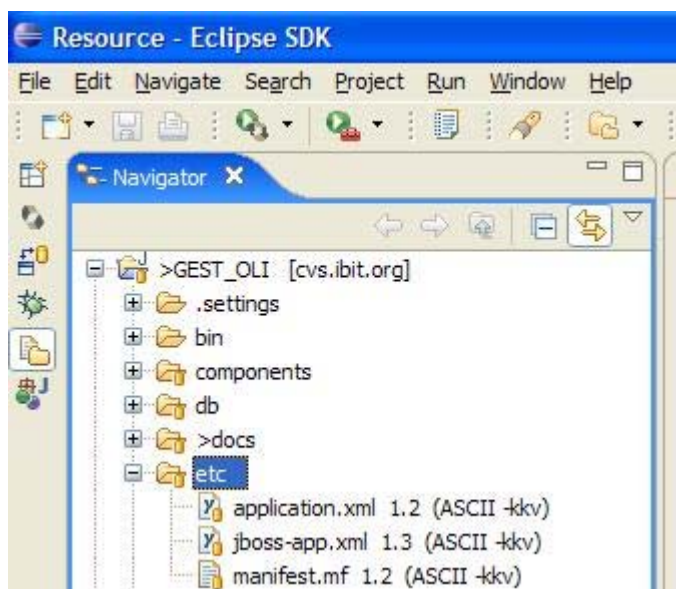 Resource - Eclipse SDK
File Edit Navigate Search Project Run Window Help
Navigator
>GEST_OLI [cvs.ibit.org]
.settings
bin
components
db
>docs
etc
application.xml 1.2 (ASCII -kkv)
jboss-app.xml 1.3 (ASCII -kkv)
manifest.mf 1.2 (ASCII -kkv)